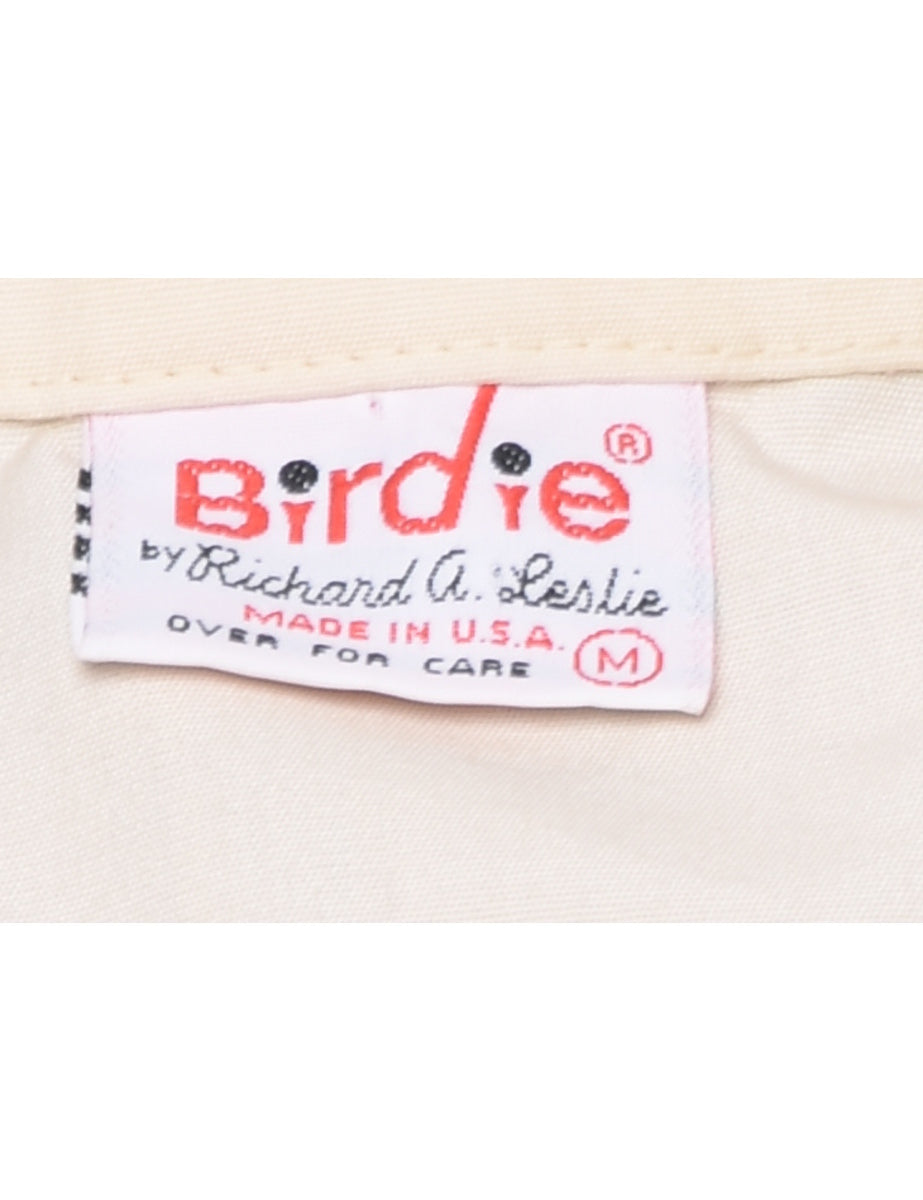 Birdie®
by Richard A. Leslie
MADE IN U.S.A.
OVER FOR CARE
M